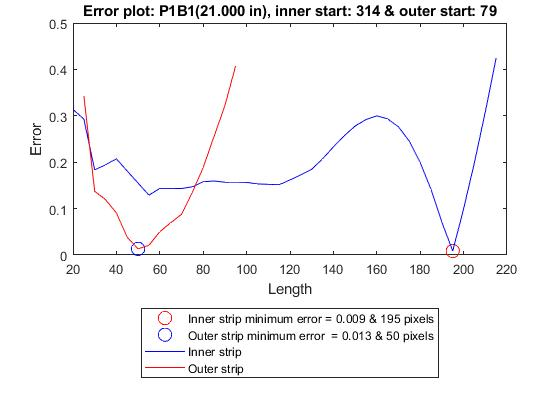 Error plot: P1B1(21.000 in), inner start: 314 & outer start: 79
0.5
0.4
0.3
0.2
0.1
0
Error
20 40 60 80 100 120 140 160 180 200 220
Length
Inner strip minimum error = 0.009 & 195 pixels
Outer strip minimum error  = 0.013 & 50 pixels
Inner strip
Outer strip